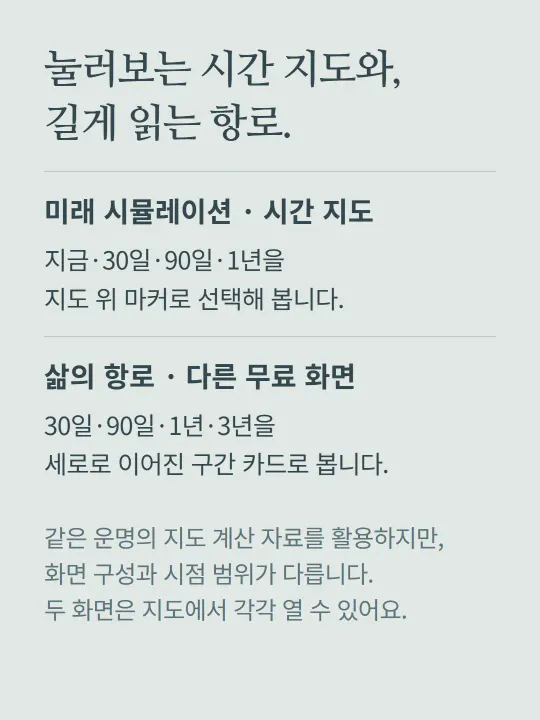 눌러보는 시간 지도와,
길게 읽는 항로.
미래 시뮬레이션 · 시간 지도
지금·30일·90일·1년을
지도 위 마커로 선택해 봅니다.
삶의 항로 · 다른 무료 화면
30일·90일·1년·3년을
세로로 이어진 구간 카드로 봅니다.
같은 운명의 지도 계산 자료를 활용하지만,
화면 구성과 시점 범위가 다릅니다.
두 화면은 지도에서 각각 열 수 있어요.